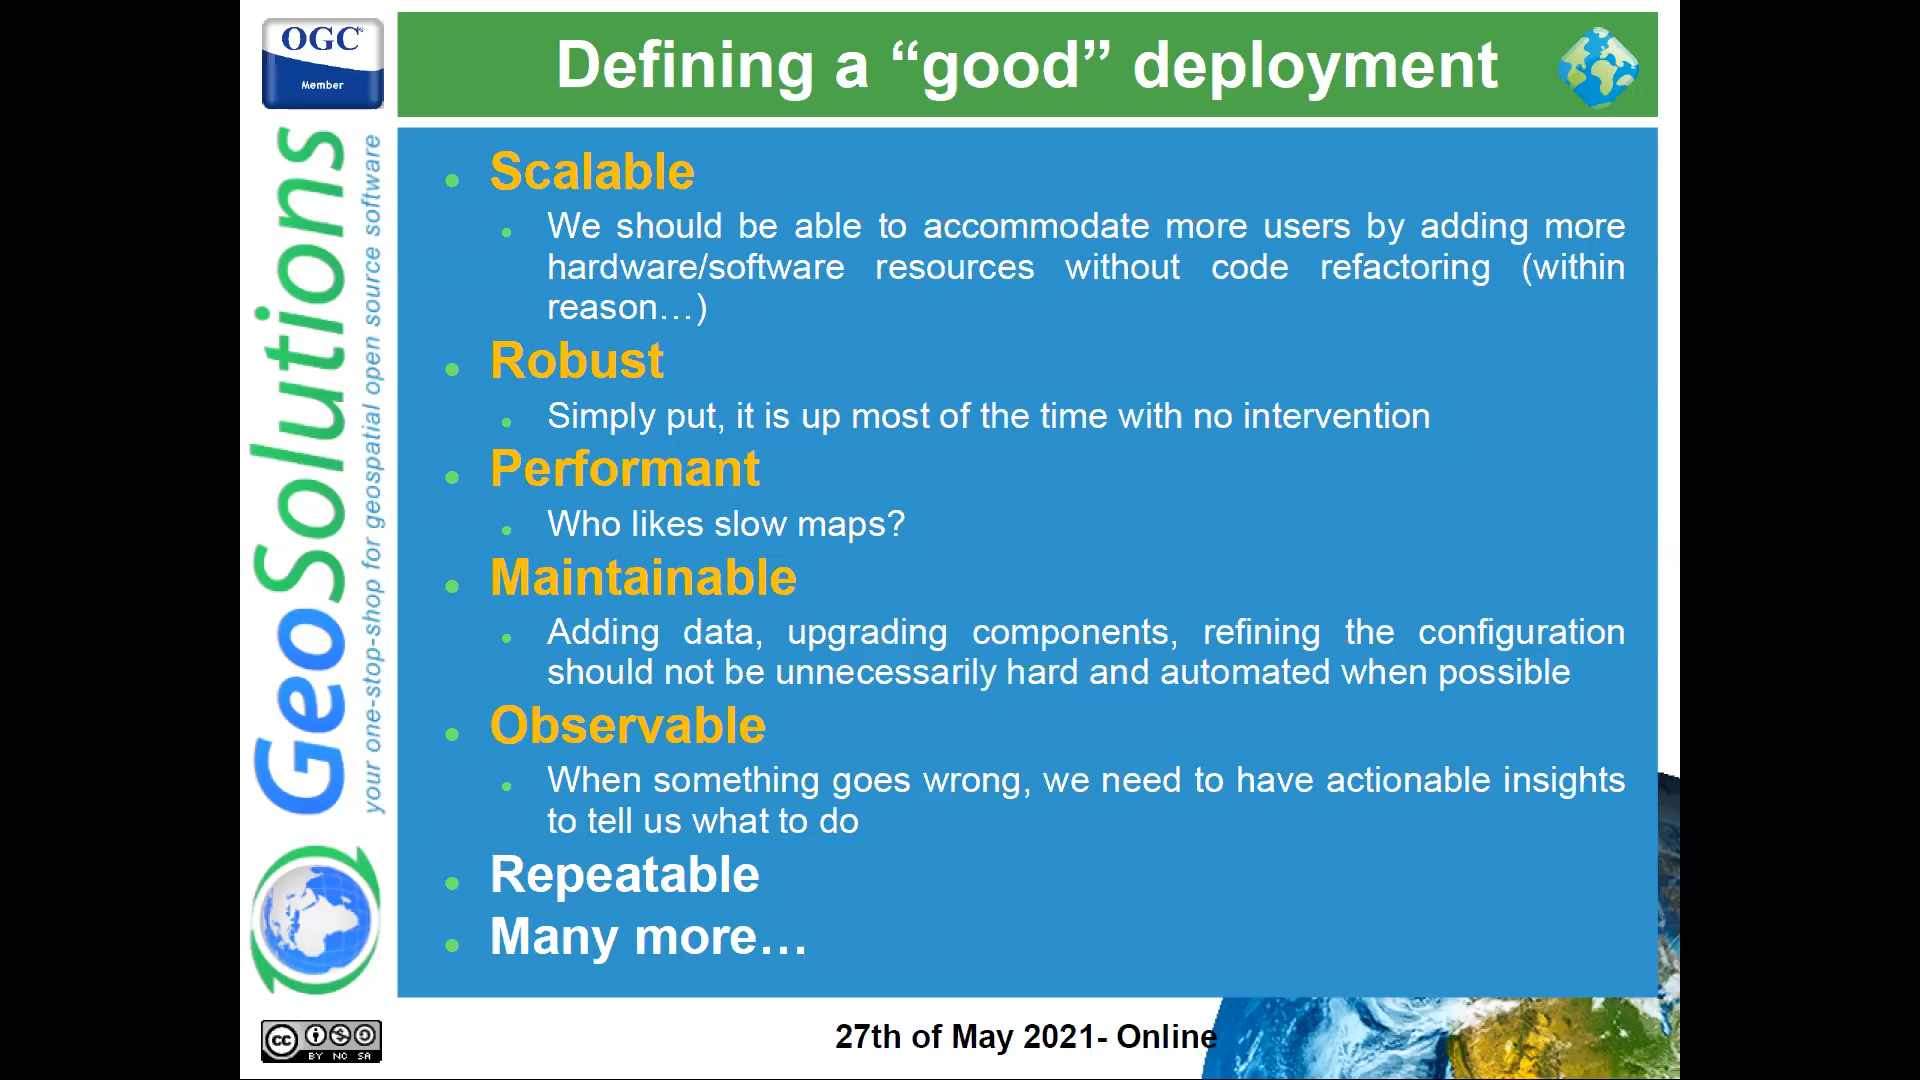 OGC
Member
Defining a “good” deployment
GeoSolutions
your one-stop-shop for geospatial open source software
Scalable
We should be able to accommodate more users by adding more
hardware/software resources without code refactoring (within
reason…)
Robust
Simply put, it is up most of the time with no intervention
Performant
Who likes slow maps?
Maintainable
Adding data, upgrading components, refining the configuration
should not be unnecessarily hard and automated when possible
Observable
When something goes wrong, we need to have actionable insights
to tell us what to do
Repeatable
Many more…
cc
BY NC SA
27th of May 2021- Online